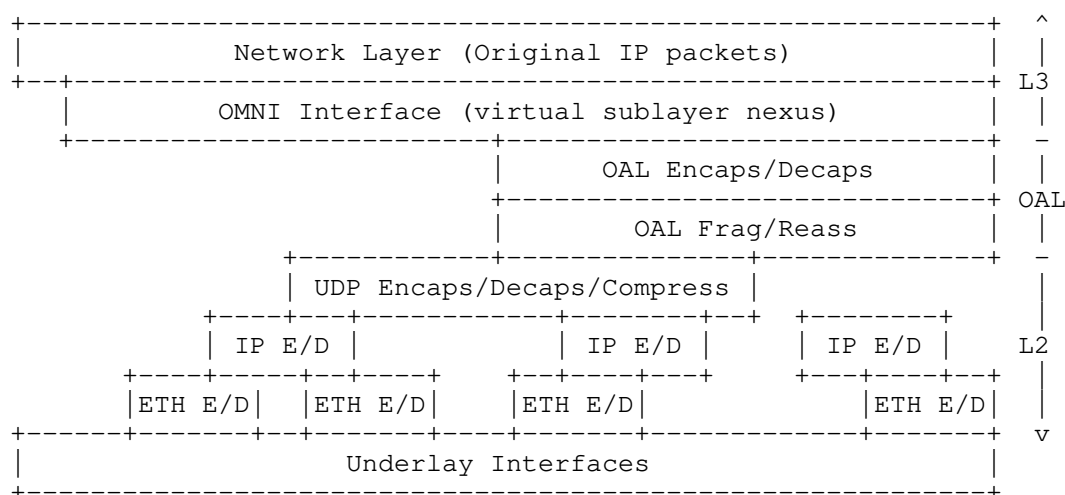 ^
Network Layer (Original IP packets)
L3
OMNI Interface (virtual sublayer nexus)
OAL Encaps/Decaps
OAL
OAL Frag/Reass
UDP Encaps/Decaps/Compress
IP E/D IP E/D IP E/D L2
ETH E/D ETH E/D ETH E/D ETH E/D
v
Underlay Interfaces